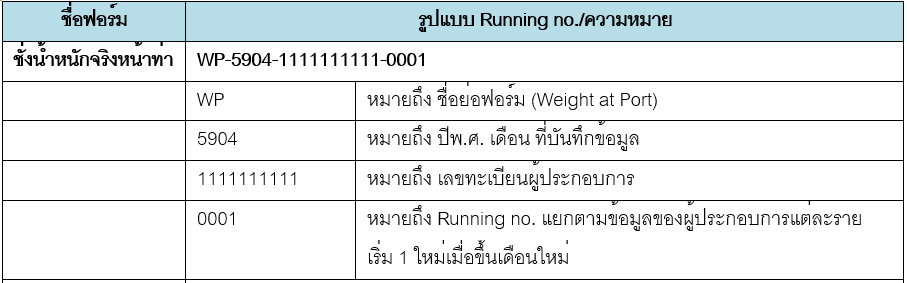 ชื่อฟอร์ม รูปแบบ Running no./ความหมาย
ชั่งน้ำหนักจริงหน้าท่า WP-5904-1111111111-0001
WP หมายถึง ชื่อย่อฟอร์ม (Weight at Port)
5904 หมายถึง ปีพ.ศ. เดือน ที่บันทึกข้อมูล
1111111111 หมายถึง เลขทะเบียนผู้ประกอบการ
0001 หมายถึง Running no. แยกตามข้อมูลของผู้ประกอบการแต่ละราย
เริ่ม 1 ใหม่เมื่อขึ้นเดือนใหม่